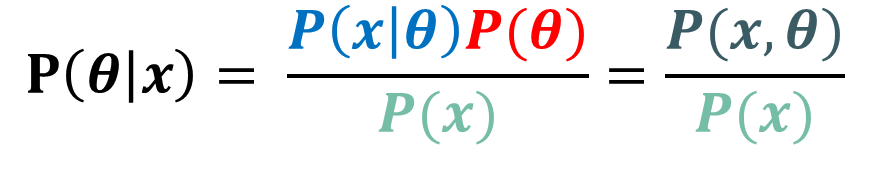 P(θ|x) = P(x|θ)P(θ) / P(x) = P(x, θ) / P(x)